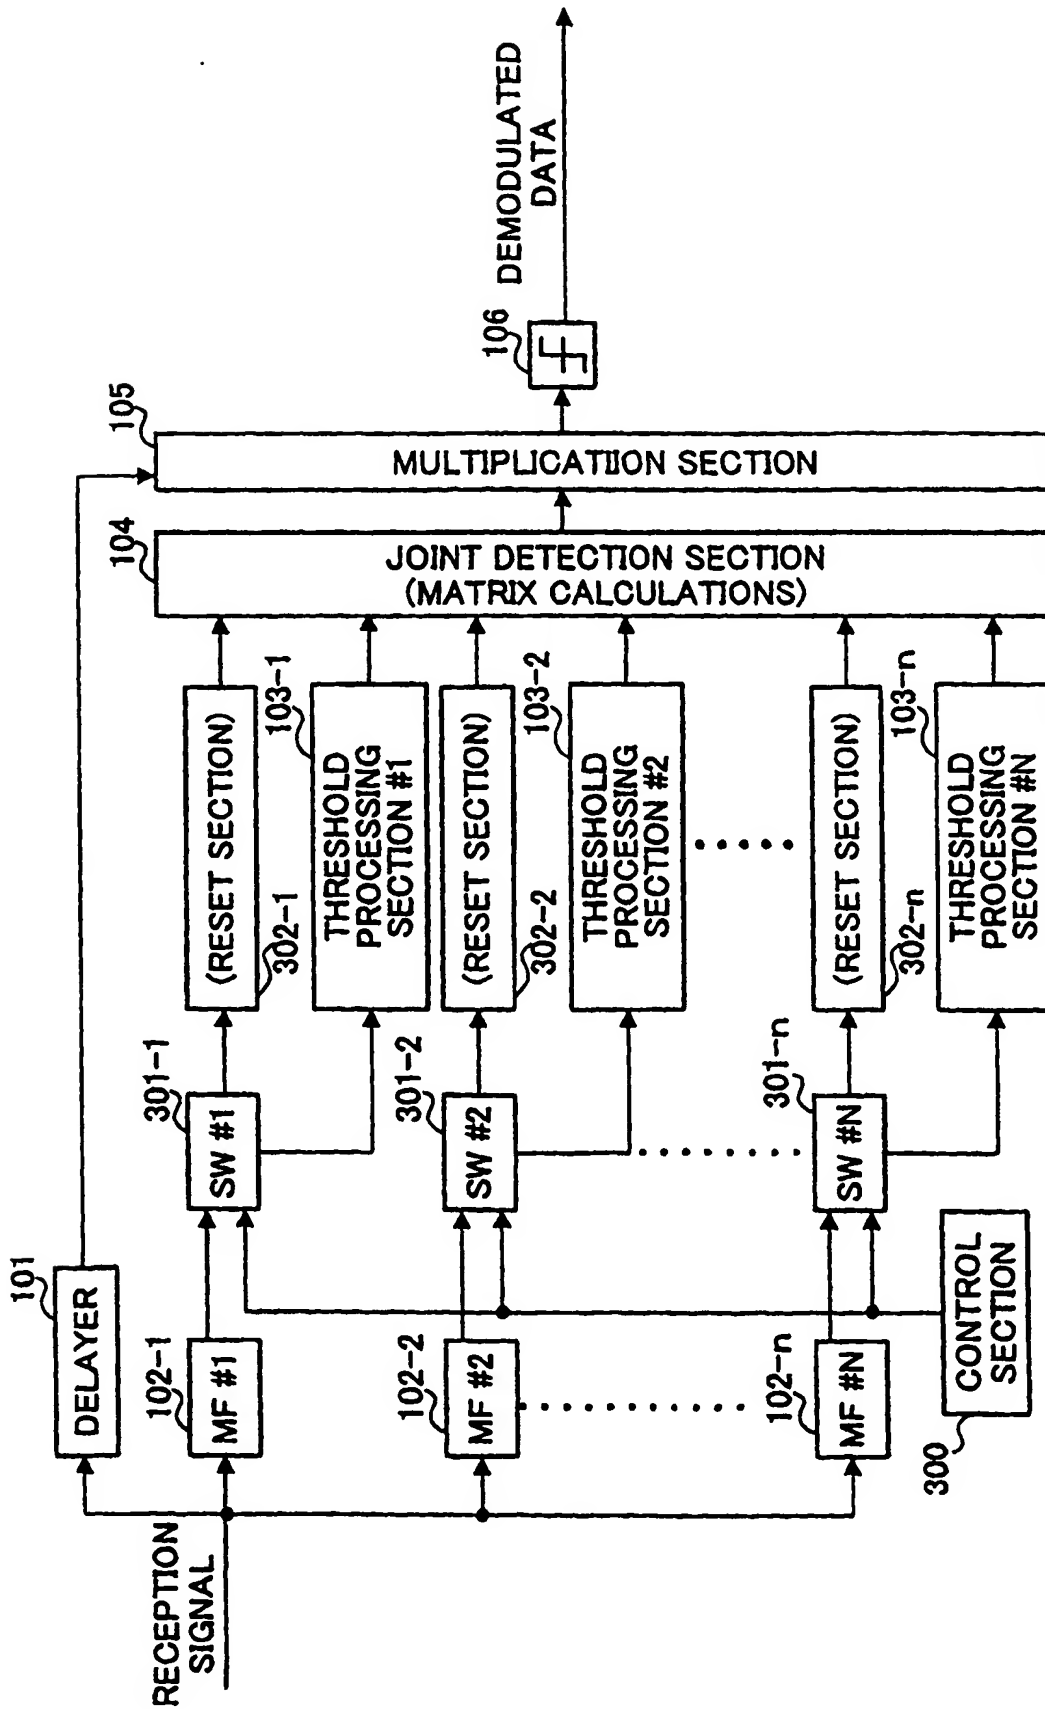 RECEPTION
SIGNAL
101
DELAYER
102-1
MF #1
102-2
MF #2
102-n
MF #N
300
CONTROL
SECTION
301-1
SW #1
301-2
SW #2
301-n
SW #N
302-1
(RESET SECTION)
103-1
THRESHOLD
PROCESSING
SECTION #1
302-2
(RESET SECTION)
103-2
THRESHOLD
PROCESSING
SECTION #2
302-n
(RESET SECTION)
103-n
THRESHOLD
PROCESSING
SECTION #N
104
JOINT DETECTION SECTION
(MATRIX CALCULATIONS)
105
MULTIPLICATIION SECTION
106
DEMODULATED
DATA